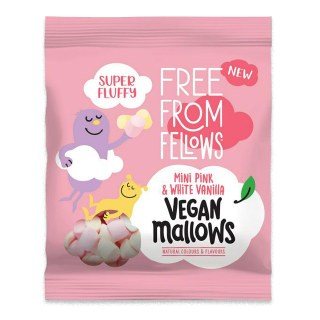 SUPER
FLUFFY
NEW
FREE
FROM
FELLOWS
MINI PINK
& WHITE VANILLA
VEGAN
MALLOWS
NATURAL COLOURS & FLAVOURS